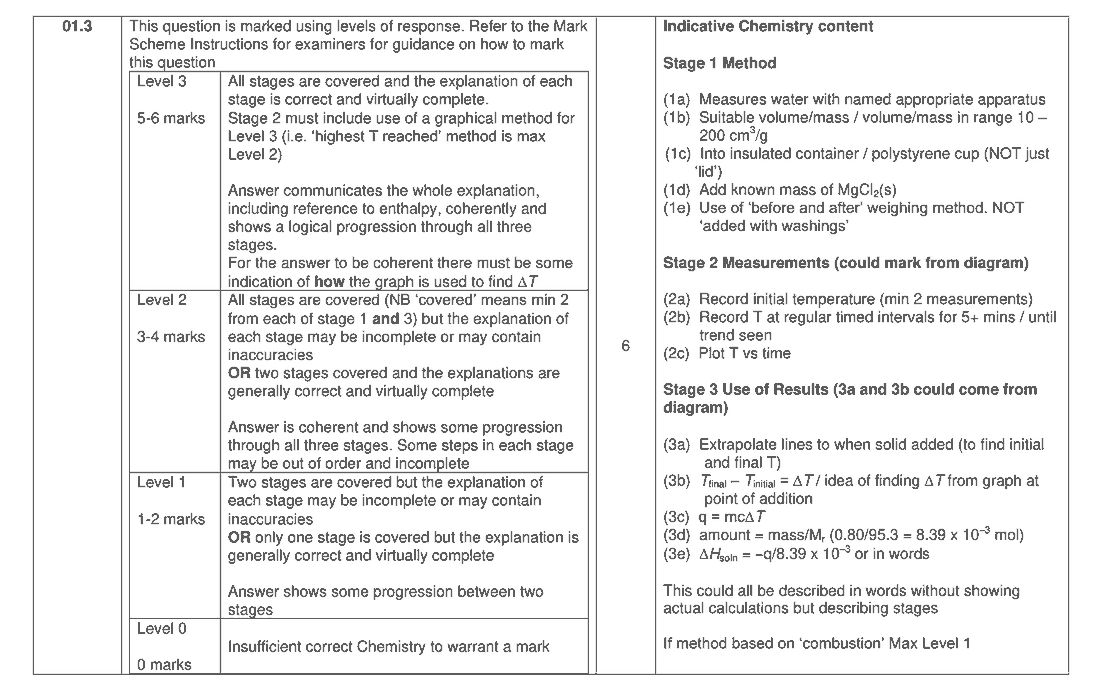 01.3
This question is marked using levels of response. Refer to the Mark
Scheme Instructions for examiners for guidance on how to mark
this question
Level 3
5-6 marks
All stages are covered and the explanation of each
stage is correct and virtually complete.
Stage 2 must include use of a graphical method for
Level 3 (i.e. ‘highest T reached’ method is max
Level 2)
Answer communicates the whole explanation,
including reference to enthalpy, coherently and
shows a logical progression through all three
stages.
For the answer to be coherent there must be some
indication of how the graph is used to find ΔT
Level 2
3-4 marks
All stages are covered (NB ‘covered’ means min 2
from each of stage 1 and 3) but the explanation of
each stage may be incomplete or may contain
inaccuracies
OR two stages covered and the explanations are
generally correct and virtually complete
Answer is coherent and shows some progression
through all three stages. Some steps in each stage
may be out of order and incomplete
Level 1
1-2 marks
Two stages are covered but the explanation of
each stage may be incomplete or may contain
inaccuracies
OR only one stage is covered but the explanation is
generally correct and virtually complete
Answer shows some progression between two
stages
Level 0
0 marks
Insufficient correct Chemistry to warrant a mark
6
Indicative Chemistry content
Stage 1 Method
(1a) Measures water with named appropriate apparatus
(1b) Suitable volume/mass / volume/mass in range 10 –
200 cm³/g
(1c) Into insulated container / polystyrene cup (NOT just
‘lid’)
(1d) Add known mass of MgCl₂(s)
(1e) Use of ‘before and after’ weighing method. NOT
‘added with washings’
Stage 2 Measurements (could mark from diagram)
(2a) Record initial temperature (min 2 measurements)
(2b) Record T at regular timed intervals for 5+ mins / until
trend seen
(2c) Plot T vs time
Stage 3 Use of Results (3a and 3b could come from
diagram)
(3a) Extrapolate lines to when solid added (to find initial
and final T)
(3b) Tfinal – Tinitial = ΔT / idea of finding ΔT from graph at
point of addition
(3c) q = mcΔT
(3d) amount = mass/Mr (0.80/95.3 = 8.39 x 10⁻³ mol)
(3e) ΔHsoln = –q/8.39 x 10⁻³ or in words
This could all be described in words without showing
actual calculations but describing stages
If method based on ‘combustion’ Max Level 1